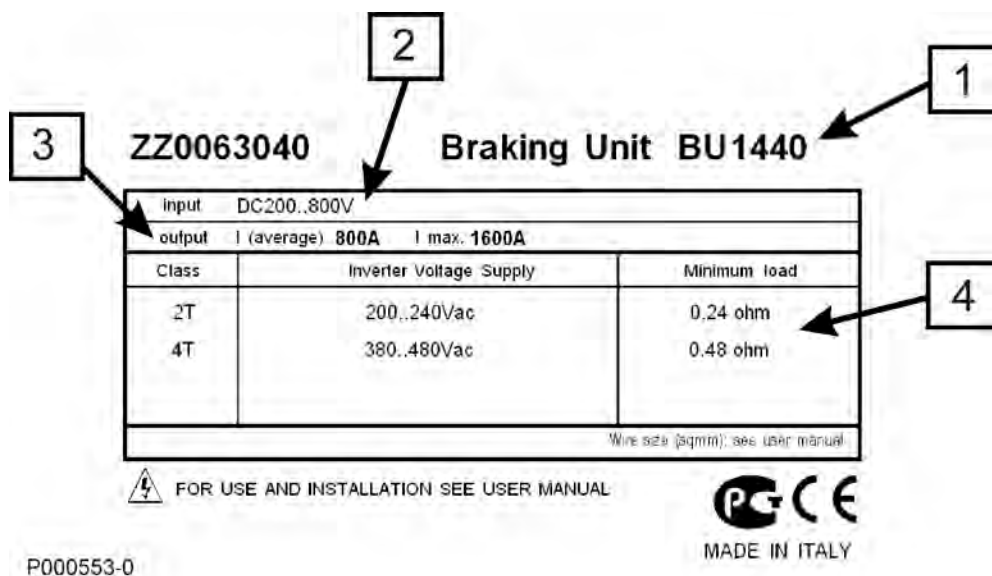 2
1
3
ZZ0063040 Braking Unit BU1440
input DC200..800V
output I (average) 800A I max. 1600A
Class Inverter Voltage Supply Minimum load
4
2T 200..240Vac 0.24 ohm
4T 380..480Vac 0.48 ohm
Wire size (sqmm): see user manual
FOR USE AND INSTALLATION SEE USER MANUAL
PCT CE
MADE IN ITALY
P000553-0